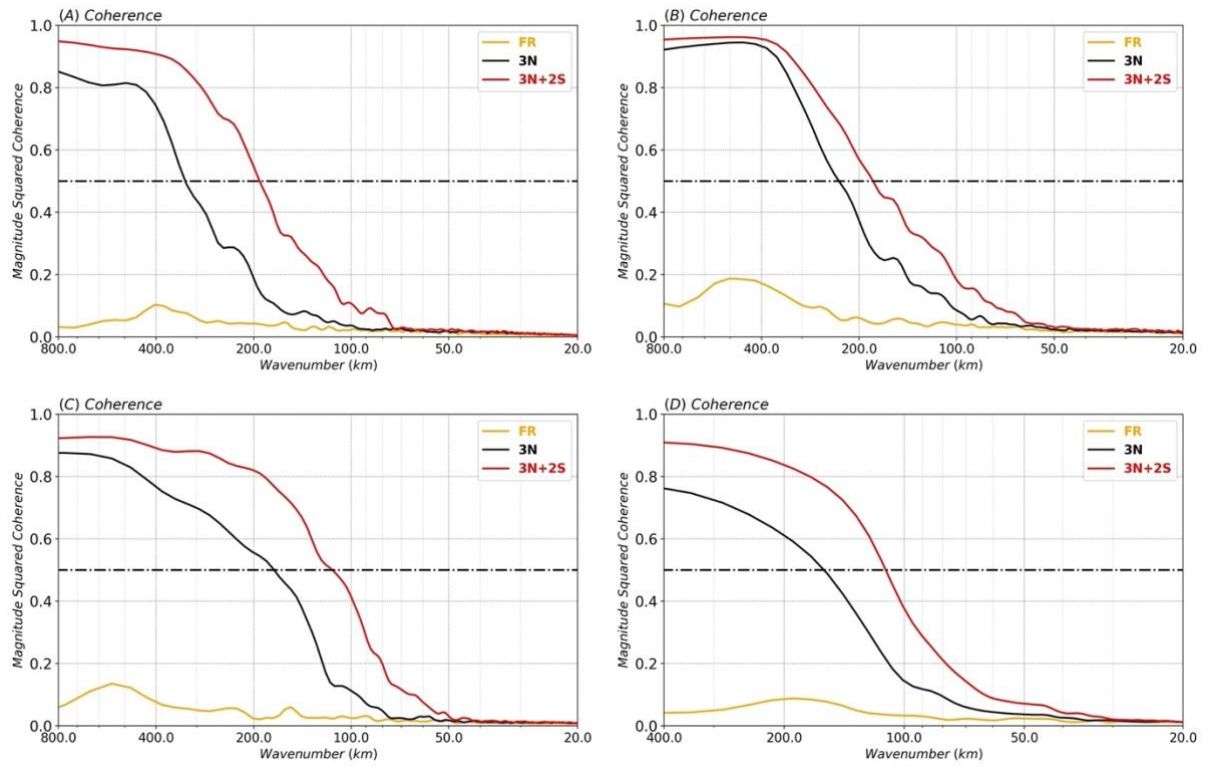 (A) Coherence
Magnitude Squared Coherence
1.0
0.8
0.6
0.4
0.2
0.0
FR
3N
3N+2S
800.0 400.0 200.0 100.0 50.0 20.0
Wavenumber (km)
(B) Coherence
Magnitude Squared Coherence
1.0
0.8
0.6
0.4
0.2
0.0
FR
3N
3N+2S
800.0 400.0 200.0 100.0 50.0 20.0
Wavenumber (km)
(C) Coherence
Magnitude Squared Coherence
1.0
0.8
0.6
0.4
0.2
0.0
FR
3N
3N+2S
800.0 400.0 200.0 100.0 50.0 20.0
Wavenumber (km)
(D) Coherence
Magnitude Squared Coherence
1.0
0.8
0.6
0.4
0.2
0.0
FR
3N
3N+2S
400.0 200.0 100.0 50.0 20.0
Wavenumber (km)